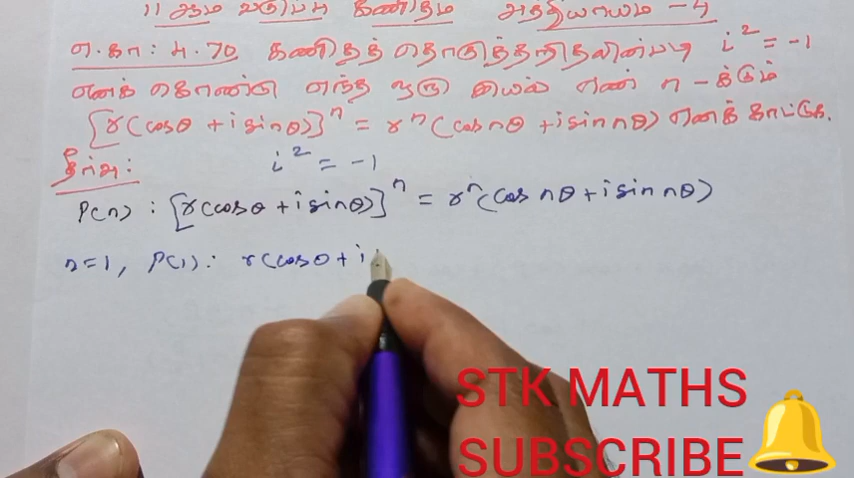 11 ஆம் வகுப்பு கணிதம் அத்தியாயம் - 4
எ.கா : 4.70 கணிதத் தொகுத்தறிதலின்படி i² = -1
எனக் கொண்டு எந்த ஒரு இயல் எண் n - க்கும்
[r(cosθ + i sinθ)]ⁿ = rⁿ(cos nθ + i sin nθ) எனக் காட்டுக.
தீர்வு: i² = -1
P(n) : [r(cosθ + i sinθ)]ⁿ = rⁿ(cos nθ + i sin nθ)
n=1, P(1): r(cosθ + i
STK MATHS
SUBSCRIBE